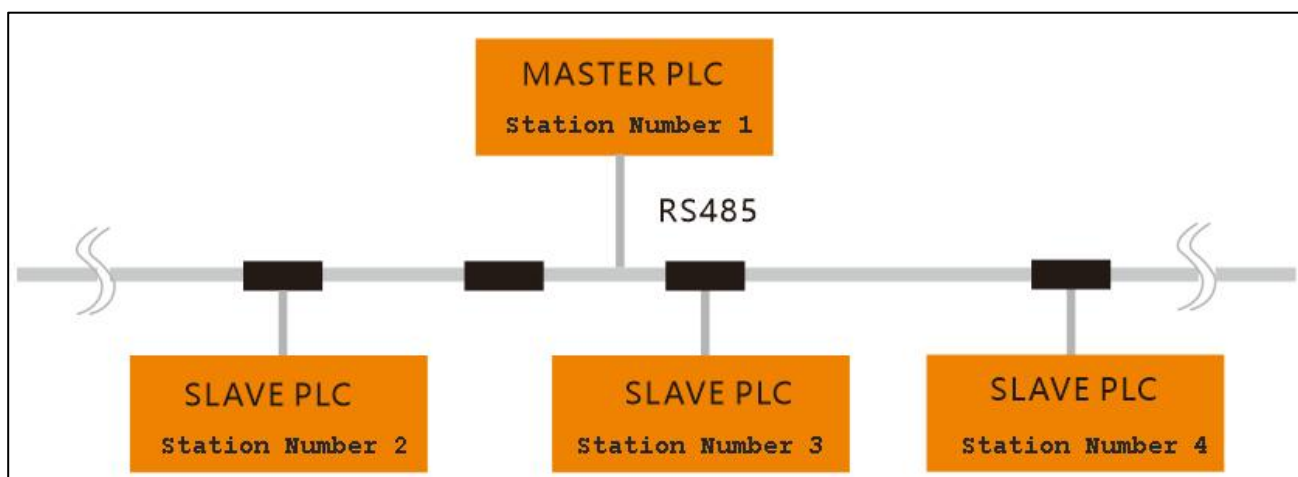 MASTER PLC
Station Number 1
RS485
SLAVE PLC
Station Number 2
SLAVE PLC
Station Number 3
SLAVE PLC
Station Number 4